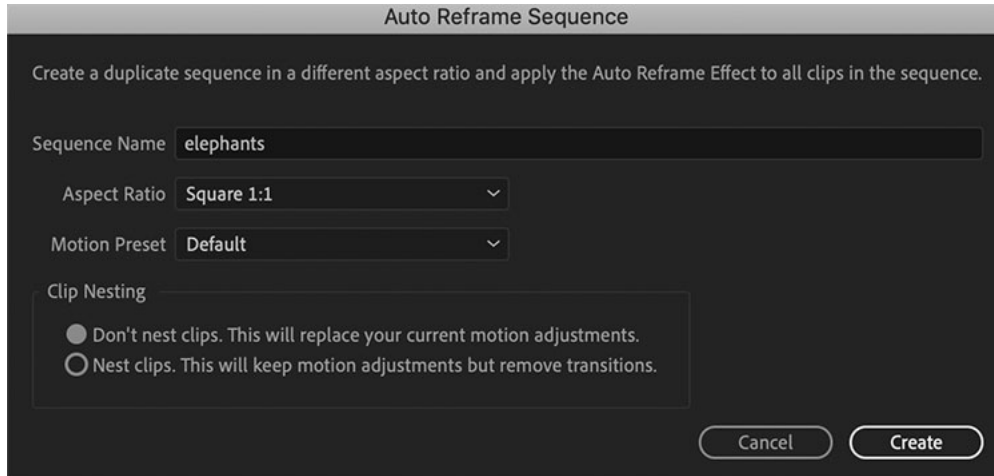 Auto Reframe Sequence
Create a duplicate sequence in a different aspect ratio and apply the Auto Reframe Effect to all clips in the sequence.
Sequence Name elephants
Aspect Ratio Square 1:1
Motion Preset Default
Clip Nesting
Don't nest clips. This will replace your current motion adjustments.
Nest clips. This will keep motion adjustments but remove transitions.
Cancel Create